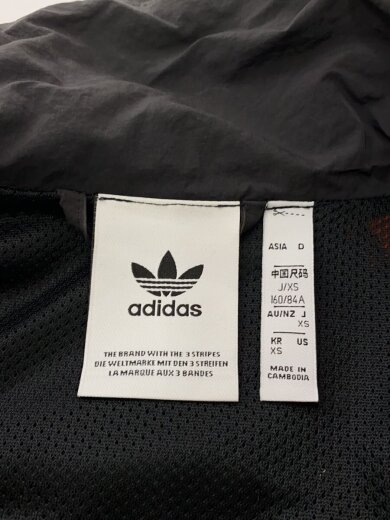 adidas
THE BRAND WITH THE 3 STRIPES
DIE WELTMARKE MIT DEN 3 STREIFEN
LA MARQUE AUX 3 BANDES
ASIA D
中国尺码
J/XS
160/84A
AU/NZ J
XS
KR US
XS
MADE IN
CAMBODIA